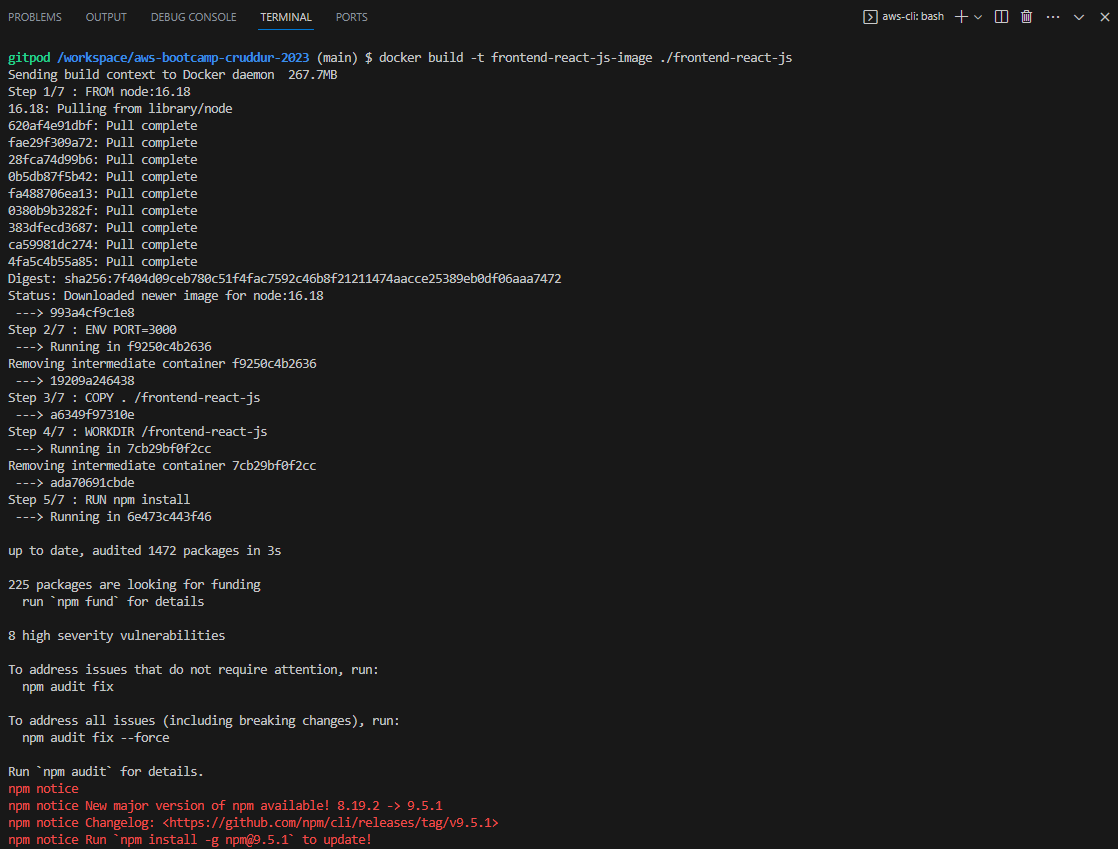 PROBLEMS OUTPUT DEBUG CONSOLE TERMINAL PORTS aws-cli: bash
gitpod /workspace/aws-bootcamp-cruddur-2023 (main) $ docker build -t frontend-react-js-image ./frontend-react-js
Sending build context to Docker daemon  267.7MB
Step 1/7 : FROM node:16.18
16.18: Pulling from library/node
620af4e91dbf: Pull complete
fae29f309a72: Pull complete
28fca74d99b6: Pull complete
0b5db87f5b42: Pull complete
fa488706ea13: Pull complete
0380b9b3282f: Pull complete
383dfecd3687: Pull complete
ca59981dc274: Pull complete
4fa5c4b55a85: Pull complete
Digest: sha256:7f404d09ceb780c51f4fac7592c46b8f21211474aacce25389eb0df06aaa7472
Status: Downloaded newer image for node:16.18
 ---> 993a4cf9c1e8
Step 2/7 : ENV PORT=3000
 ---> Running in f9250c4b2636
Removing intermediate container f9250c4b2636
 ---> 19209a246438
Step 3/7 : COPY . /frontend-react-js
 ---> a6349f97310e
Step 4/7 : WORKDIR /frontend-react-js
 ---> Running in 7cb29bf0f2cc
Removing intermediate container 7cb29bf0f2cc
 ---> ada70691cbde
Step 5/7 : RUN npm install
 ---> Running in 6e473c443f46
up to date, audited 1472 packages in 3s
225 packages are looking for funding
  run `npm fund` for details
8 high severity vulnerabilities
To address issues that do not require attention, run:
  npm audit fix
To address all issues (including breaking changes), run:
  npm audit fix --force
Run `npm audit` for details.
npm notice
npm notice New major version of npm available! 8.19.2 -> 9.5.1
npm notice Changelog: <https://github.com/npm/cli/releases/tag/v9.5.1>
npm notice Run `npm install -g npm@9.5.1` to update!